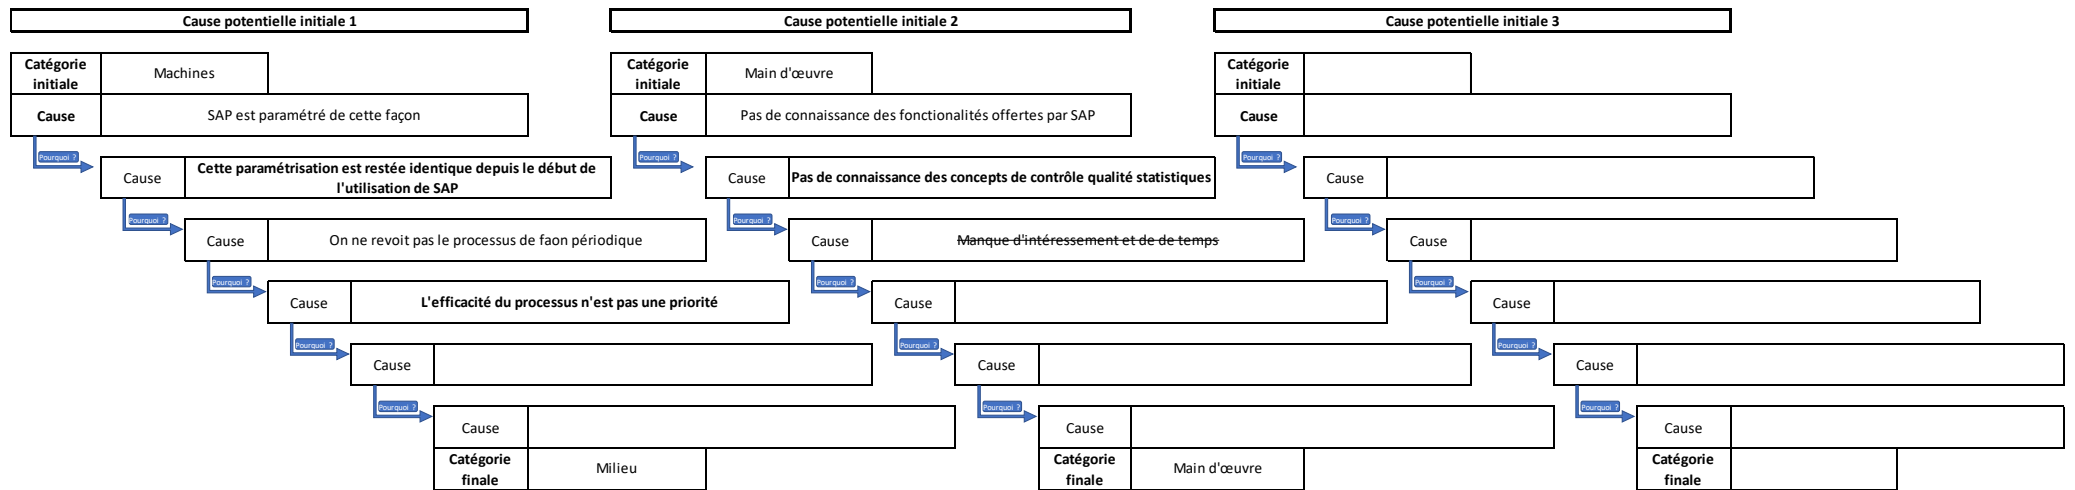 Cause potentielle initiale 1
Catégorie initiale
Machines
Cause
SAP est paramétré de cette façon
Pourquoi ?
Cause
Cette paramétrisation est restée identique depuis le début de
l'utilisation de SAP
Pourquoi ?
Cause
On ne revoit pas le processus de faon périodique
Pourquoi ?
Cause
L'efficacité du processus n'est pas une priorité
Pourquoi ?
Cause
Pourquoi ?
Cause
Catégorie finale
Milieu
Cause potentielle initiale 2
Catégorie initiale
Main d'œuvre
Cause
Pas de connaissance des fonctionalités offertes par SAP
Pourquoi ?
Cause
Pas de connaissance des concepts de contrôle qualité statistiques
Pourquoi ?
Cause
Manque d'intéressement et de de temps
Pourquoi ?
Cause
Pourquoi ?
Cause
Pourquoi ?
Cause
Catégorie finale
Main d'œuvre
Cause potentielle initiale 3
Catégorie initiale
Cause
Pourquoi ?
Cause
Pourquoi ?
Cause
Pourquoi ?
Cause
Pourquoi ?
Cause
Pourquoi ?
Cause
Catégorie finale